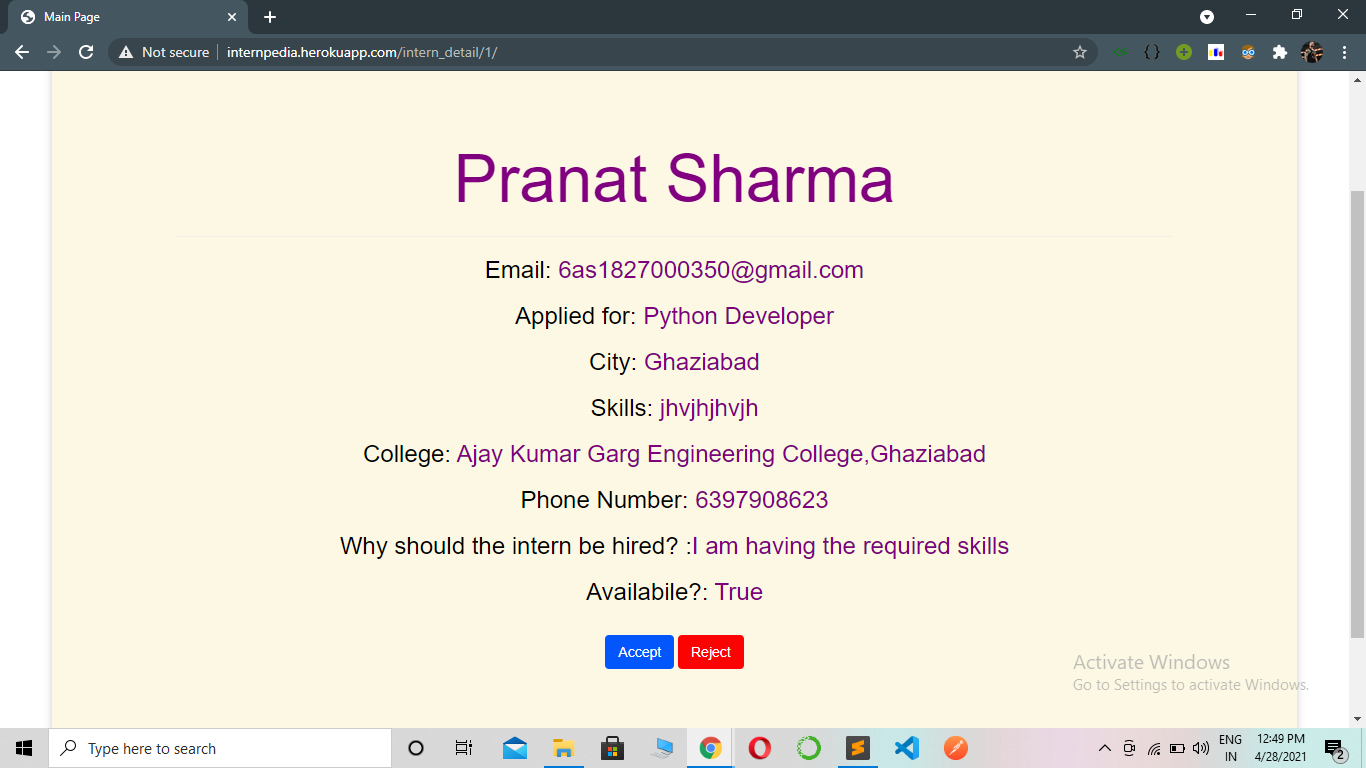 Main Page
Not secure
internpedia.herokuapp.com/intern_detail/1/
Pranat Sharma
Email: 6as1827000350@gmail.com
Applied for: Python Developer
City: Ghaziabad
Skills: jhvjhjhvjh
College: Ajay Kumar Garg Engineering College,Ghaziabad
Phone Number: 6397908623
Why should the intern be hired? :I am having the required skills
Availabile?: True
Accept Reject
Activate Windows
Go to Settings to activate Windows.
Type here to search
ENG
IN
12:49 PM
4/28/2021
2